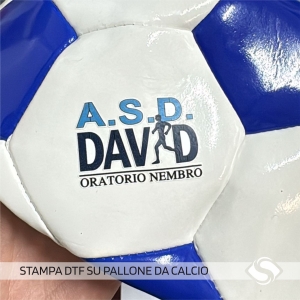 A.S.D.
DAVID
ORATORIO NEMBRO
STAMPA DTF SU PALLONE DA CALCIO